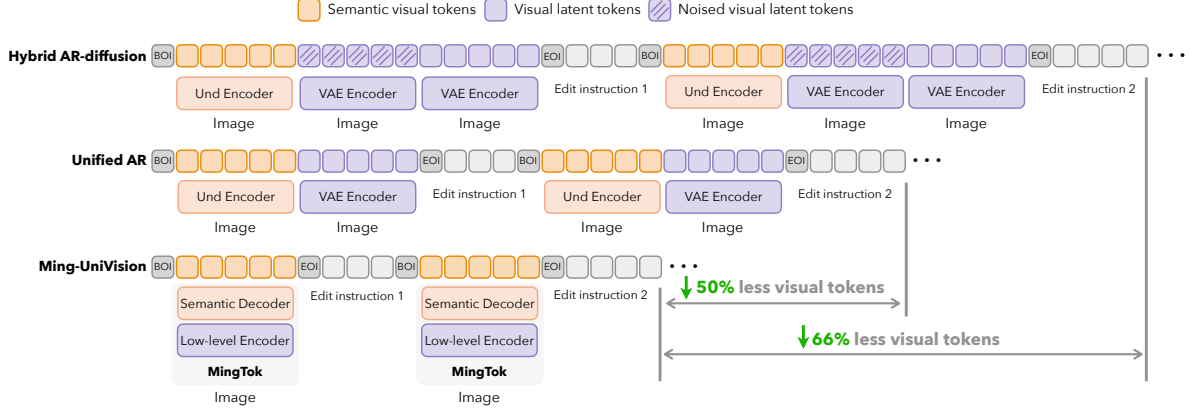 Semantic visual tokens Visual latent tokens Noised visual latent tokens
Hybrid AR-diffusion BOI EOI BOI EOI • • •
Und Encoder VAE Encoder VAE Encoder Edit instruction 1 Und Encoder VAE Encoder VAE Encoder Edit instruction 2
Image Image Image Image Image Image
Unified AR BOI EOI BOI EOI • • •
Und Encoder VAE Encoder Edit instruction 1 Und Encoder VAE Encoder Edit instruction 2
Image Image Image Image
Ming-UniVision BOI EOI BOI EOI • • •
Semantic Decoder Edit instruction 1 Semantic Decoder Edit instruction 2
50% less visual tokens
Low-level Encoder Low-level Encoder
66% less visual tokens
MingTok MingTok
Image Image